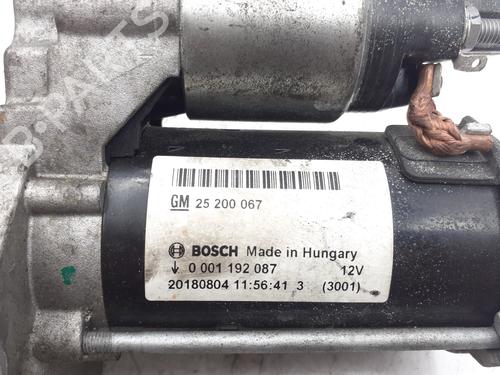 B-PARTS
GM 25 200 067
BOSCH Made in Hungary
0 001 192 087 12V
20180804 11:56:41 3 (3001)